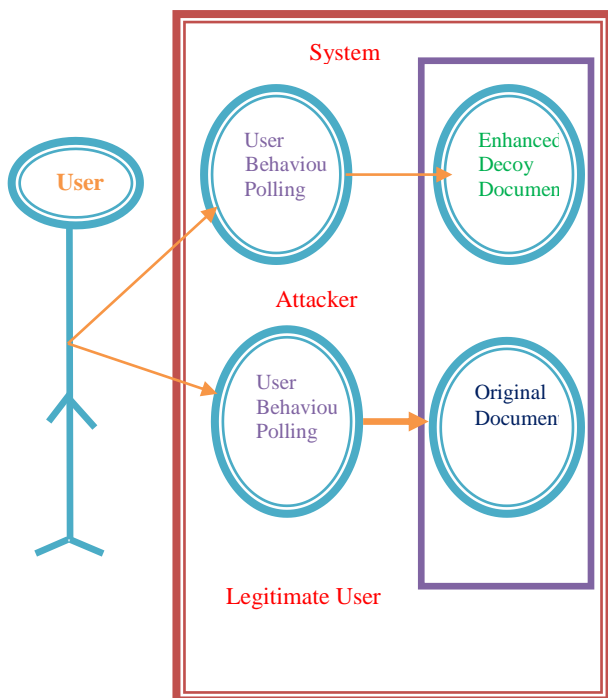 System
User
Behaviou
Polling
Enhanced
Decoy
Documen
User
Attacker
User
Behaviou
Polling
Original
Documen
Legitimate User